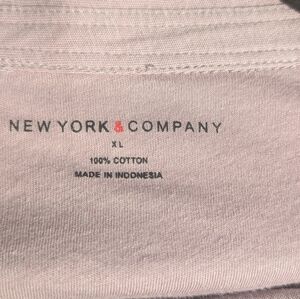 NEW YORK & COMPANY
XL
100% COTTON
MADE IN INDONESIA